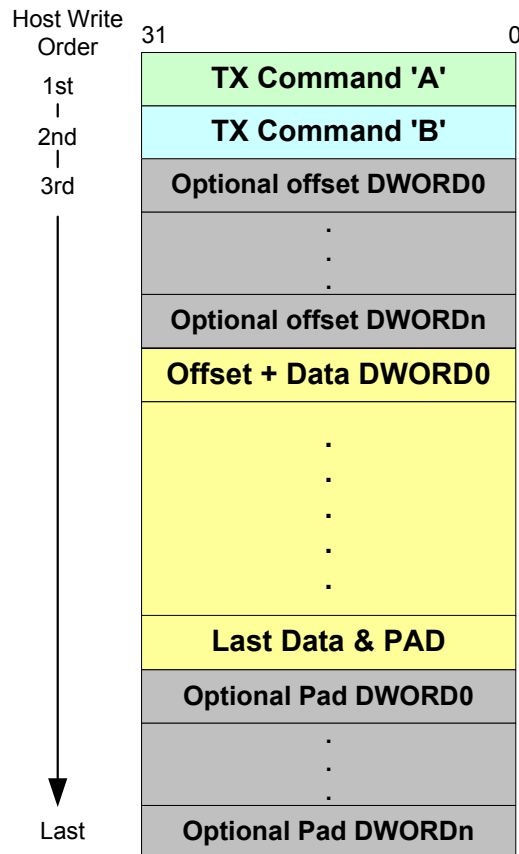 Host Write
Order
31
0
1st
TX Command 'A'
2nd
TX Command 'B'
3rd
Optional offset DWORD0
.
.
.
Optional offset DWORDn
Offset + Data DWORD0
.
.
.
.
.
Last Data & PAD
Optional Pad DWORD0
.
.
.
Last
Optional Pad DWORDn